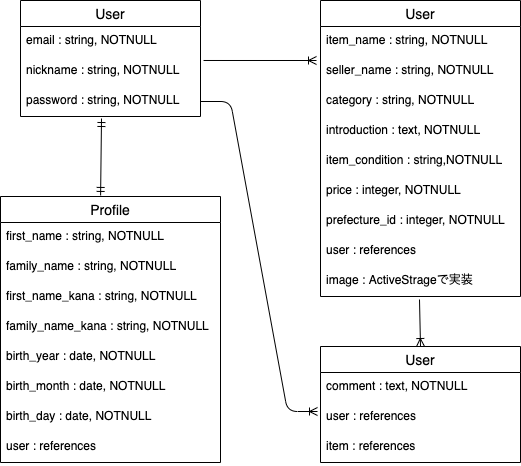 User
email : string, NOTNULL
nickname : string, NOTNULL
password : string, NOTNULL
Profile
first_name : string, NOTNULL
family_name : string, NOTNULL
first_name_kana : string, NOTNULL
family_name_kana : string, NOTNULL
birth_year : date, NOTNULL
birth_month : date, NOTNULL
birth_day : date, NOTNULL
user : references
User
item_name : string, NOTNULL
seller_name : string, NOTNULL
category : string, NOTNULL
introduction : text, NOTNULL
item_condition : string,NOTNULL
price : integer, NOTNULL
prefecture_id : integer, NOTNULL
user : references
image : ActiveStrageで実装
User
comment : text, NOTNULL
user : references
item : references